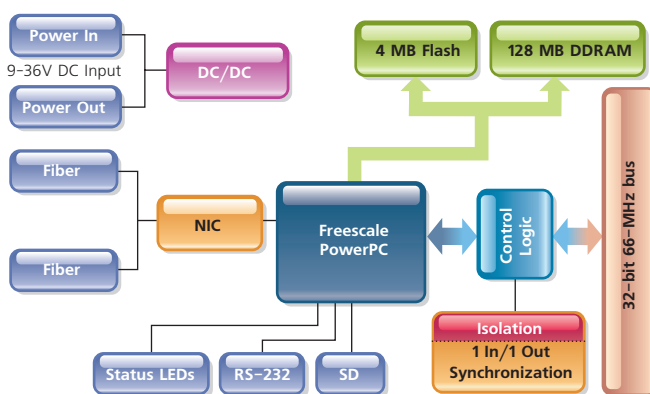 Power In
9-36V DC Input
Power Out
DC/DC
4 MB Flash
128 MB DDRAM
Fiber
Fiber
NIC
Freescale
PowerPC
Control
Logic
32-bit 66-MHz bus
Isolation
1 In/1 Out
Synchronization
Status LEDs
RS-232
SD